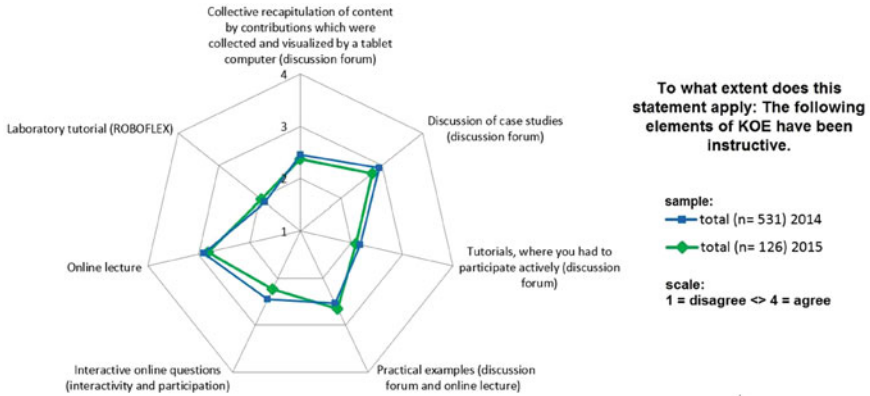 Collective recapitulation of content
by contributions which were
collected and visualized by a tablet
computer (discussion forum)
4
3
2
1
Discussion of case studies
(discussion forum)
Laboratory tutorial (ROBOFLEX)
Tutorials, where you had to
participate actively (discussion
forum)
Online lecture
Practical examples (discussion
forum and online lecture)
Interactive online questions
(interactivity and participation)
To what extent does this
statement apply: The following
elements of KOE have been
instructive.
sample:
total (n= 531) 2014
total (n= 126) 2015
scale:
1 = disagree <> 4 = agree